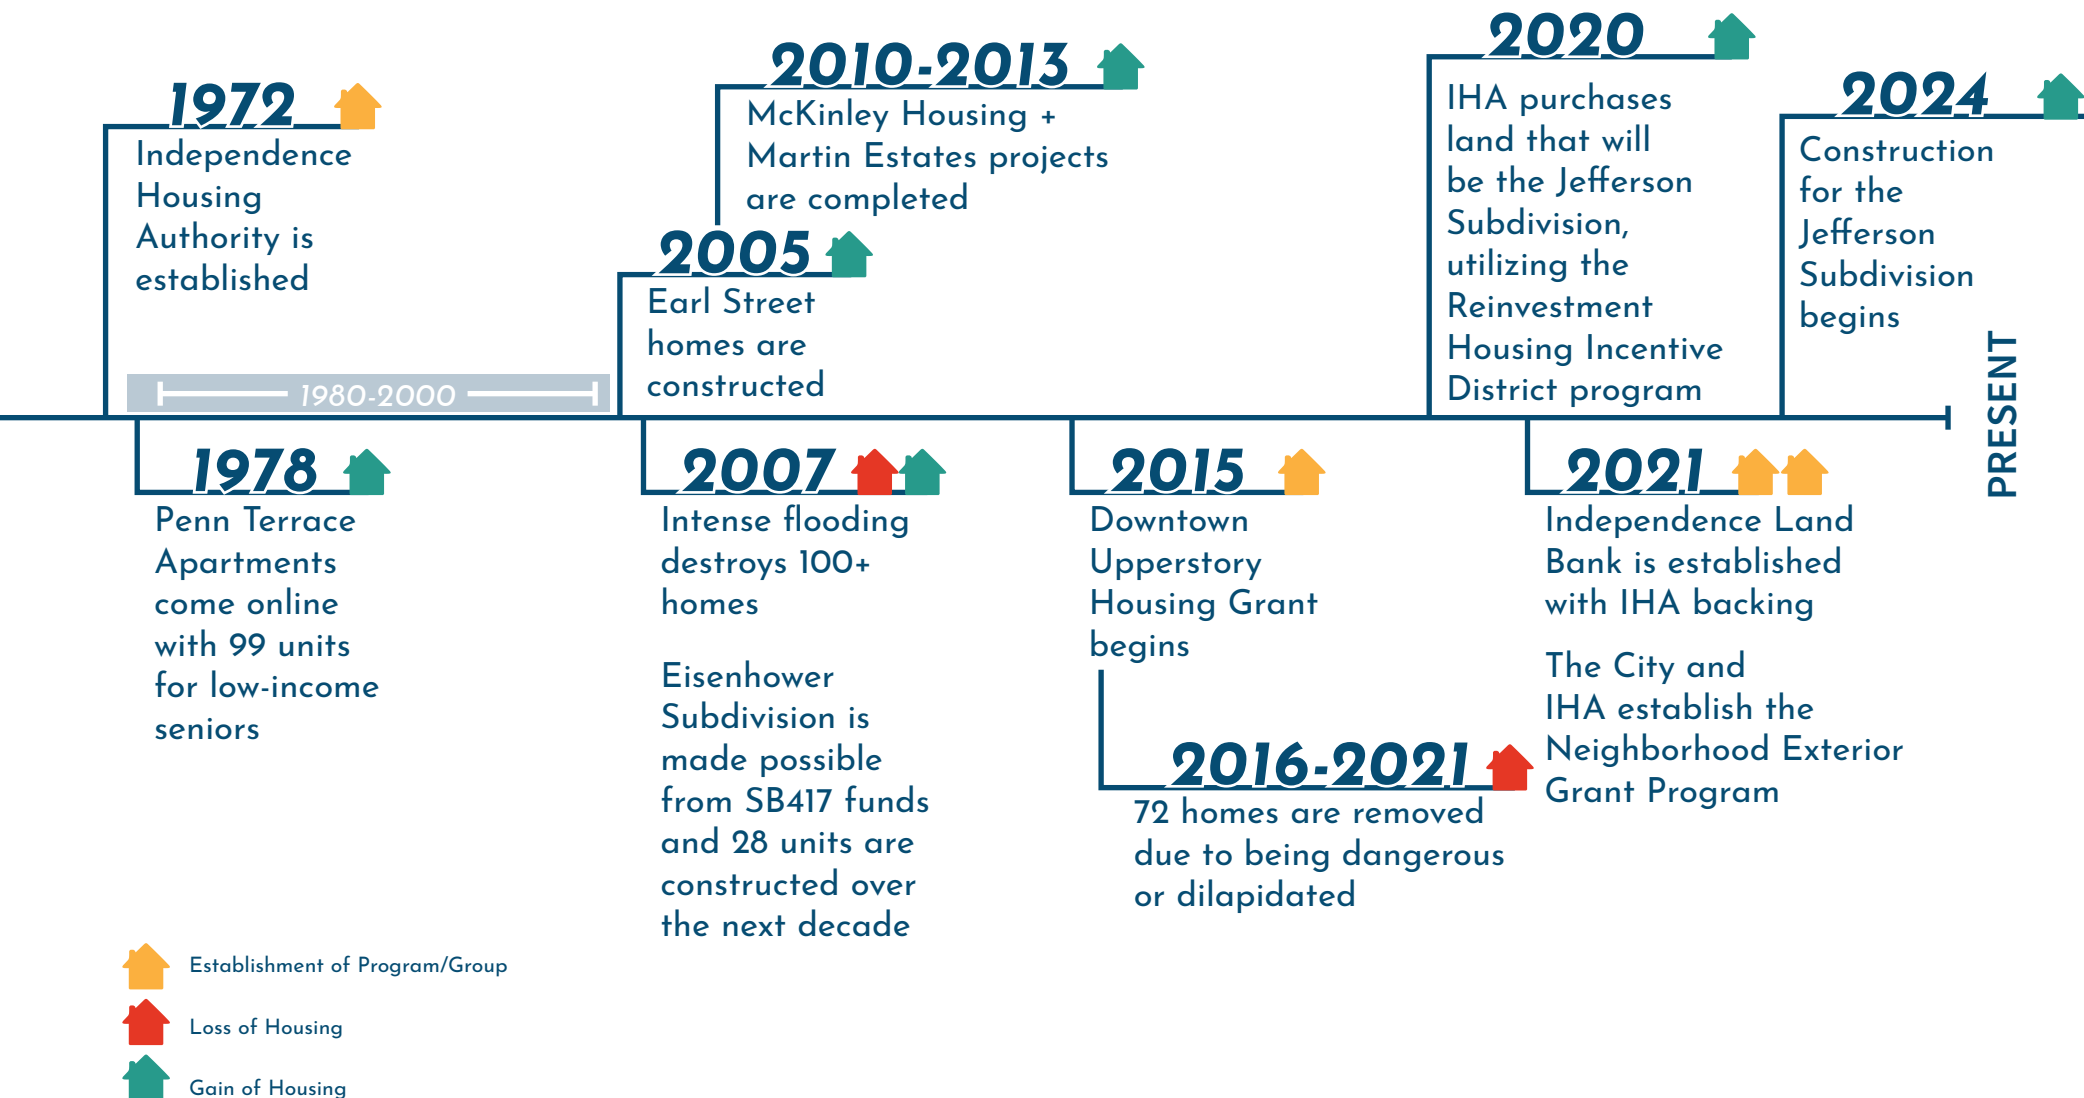 1972
Independence
Housing
Authority is
established
1980-2000
1978
Penn Terrace
Apartments
come online
with 99 units
for low-income
seniors
2005
Earl Street
homes are
constructed
2007
Intense flooding
destroys 100+
homes
Eisenhower
Subdivision is
made possible
from SB417 funds
and 28 units are
constructed over
the next decade
2010-2013
McKinley Housing +
Martin Estates projects
are completed
2015
Downtown
Upperstory
Housing Grant
begins
2016-2021
72 homes are removed
due to being dangerous
or dilapidated
2020
IHA purchases
land that will
be the Jefferson
Subdivision,
utilizing the
Reinvestment
Housing Incentive
District program
2021
Independence Land
Bank is established
with IHA backing
The City and
IHA establish the
Neighborhood Exterior
Grant Program
2024
Construction
for the
Jefferson
Subdivision
begins
PRESENT
Establishment of Program/Group
Loss of Housing
Gain of Housing